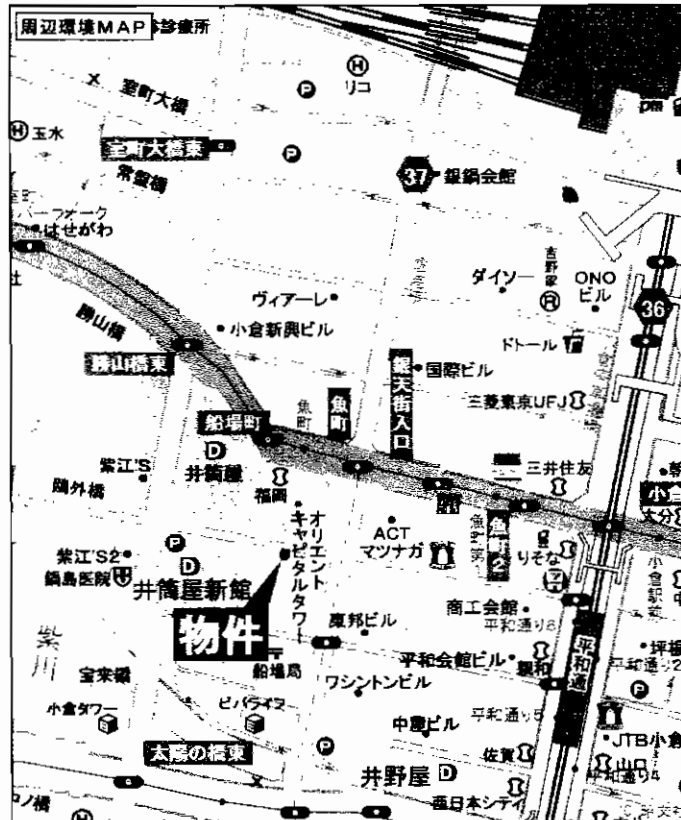 周辺環境MAP
診療所
室町大橋
リコ
玉水
室町大橋東
常盤橋
37
銀鍋会館
はせがわ
ダイソー
吉野家
ONO
ビル
36
ヴィアーレ
小倉新興ビル
勝山橋
勝山橋東
ドトール
国際ビル
銀天街入口
魚町
魚町
三菱東京UFJ
船場町
井筒屋
紫江'S
鴎外橋
福岡
三井住友
大分
オリエント
キャピタルタワー
ACT
マツナガ
りそな
紫江'S2
鍋島医院
井筒屋新館
物件
商工会館
小倉駅前
東邦ビル
平和通
紫川
宝来橋
船場局
平和会館ビル
親和
ワシントンビル
小倉タワー
ビバライフ
中屋ビル
平和通り5
JTB小倉
太陽の橋東
佐賀
山口
平和通り4
井野屋
西日本シティ